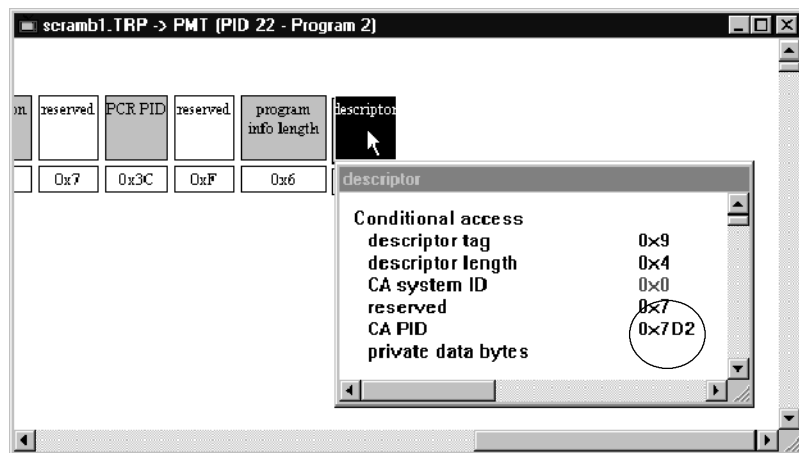 scramb1.TRP -> PMT (PID 22 - Program 2)
on reserved PCR PID reserved program info length descriptor
0x7 0x3C 0xF 0x6
descriptor
Conditional access
descriptor tag 0x9
descriptor length 0x4
CA system ID 0x0
reserved 0x7
CA PID 0x7D2
private data bytes